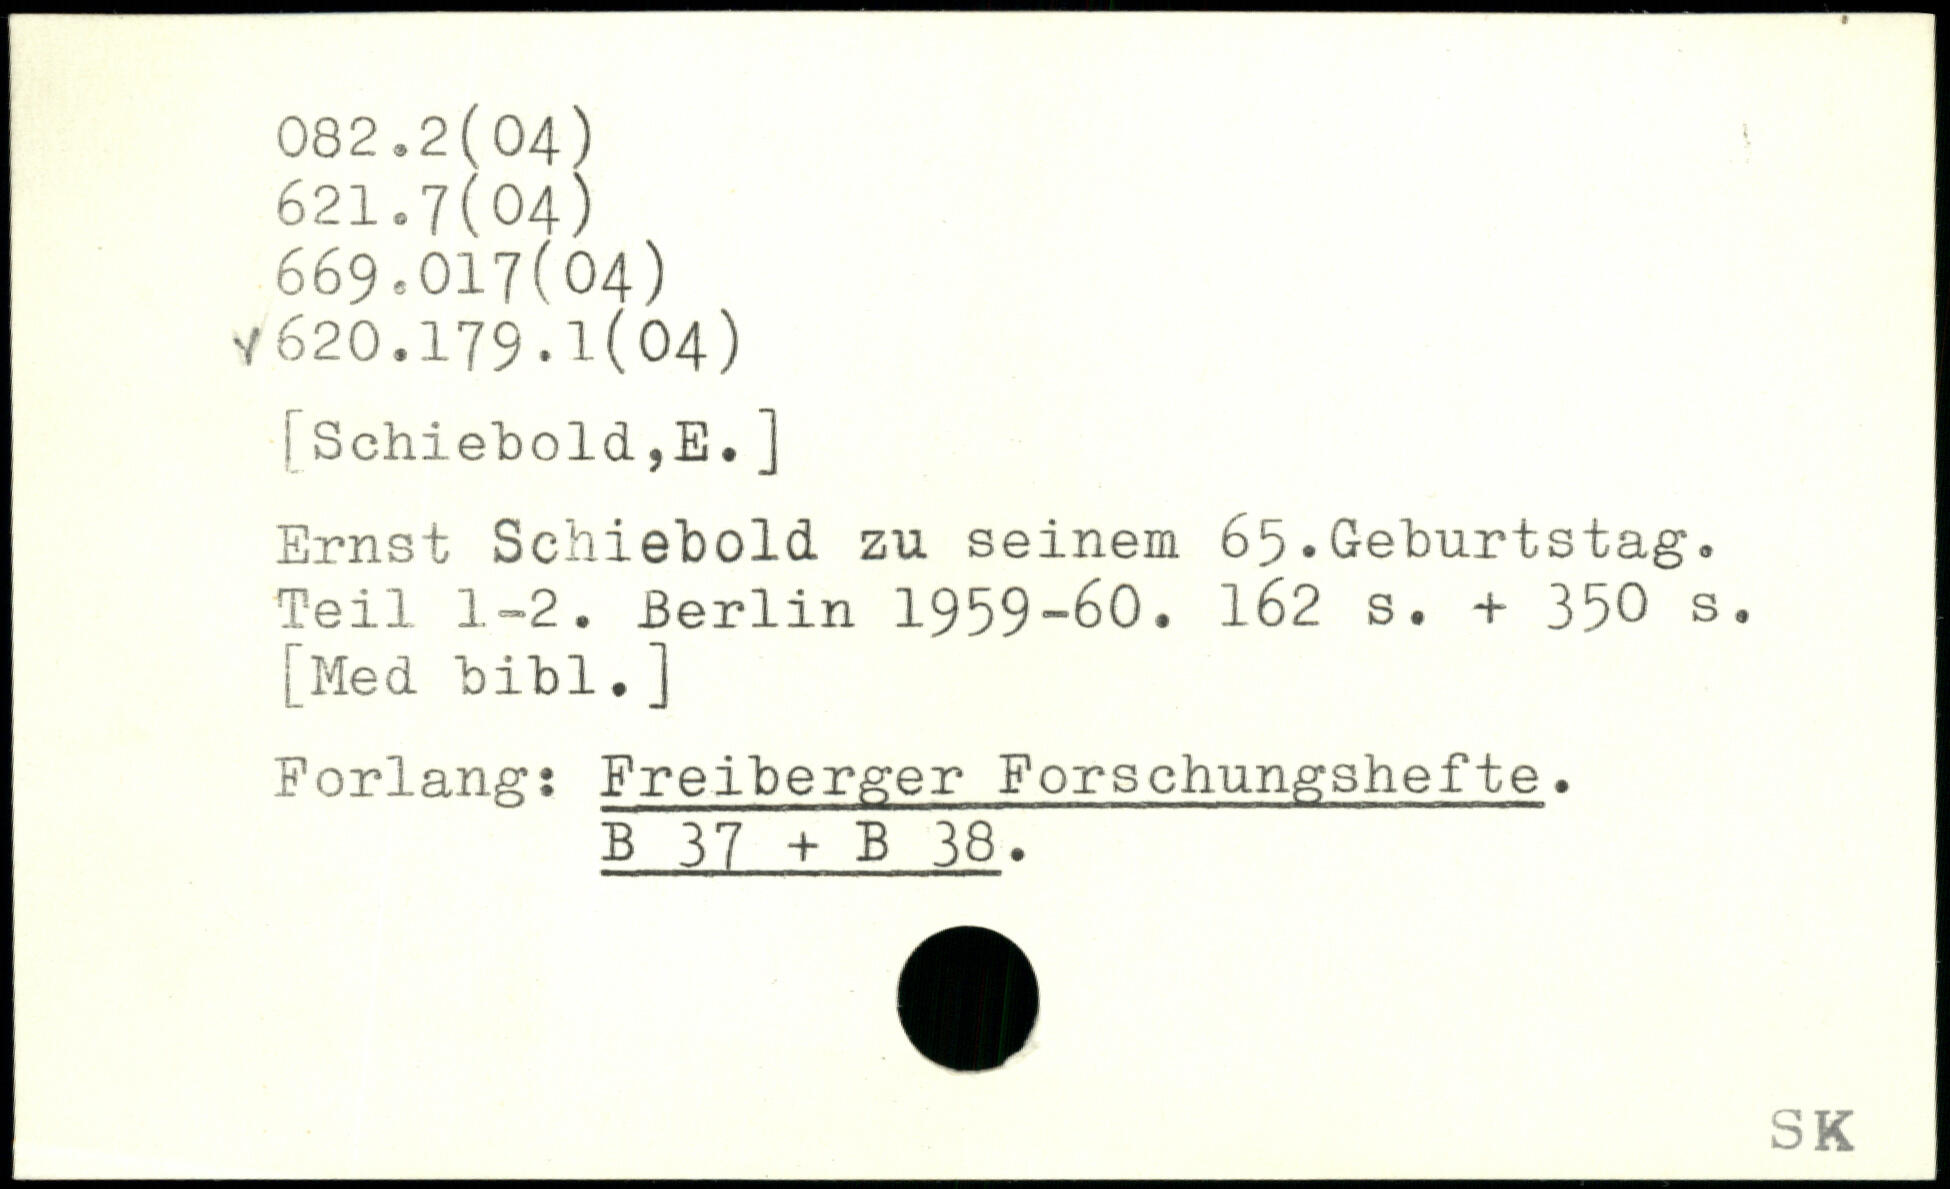 082.2(04)
621.7(04)
669.017(04)
√620.179.1(04)
[Schiebold,E.]
Ernst Schiebold zu seinem 65.Geburtstag.
Teil 1-2. Berlin 1959-60. 162 s. + 350 s.
[Med bibl.]
Forlang: Freiberger Forschungshefte.
B 37 + B 38.
SK